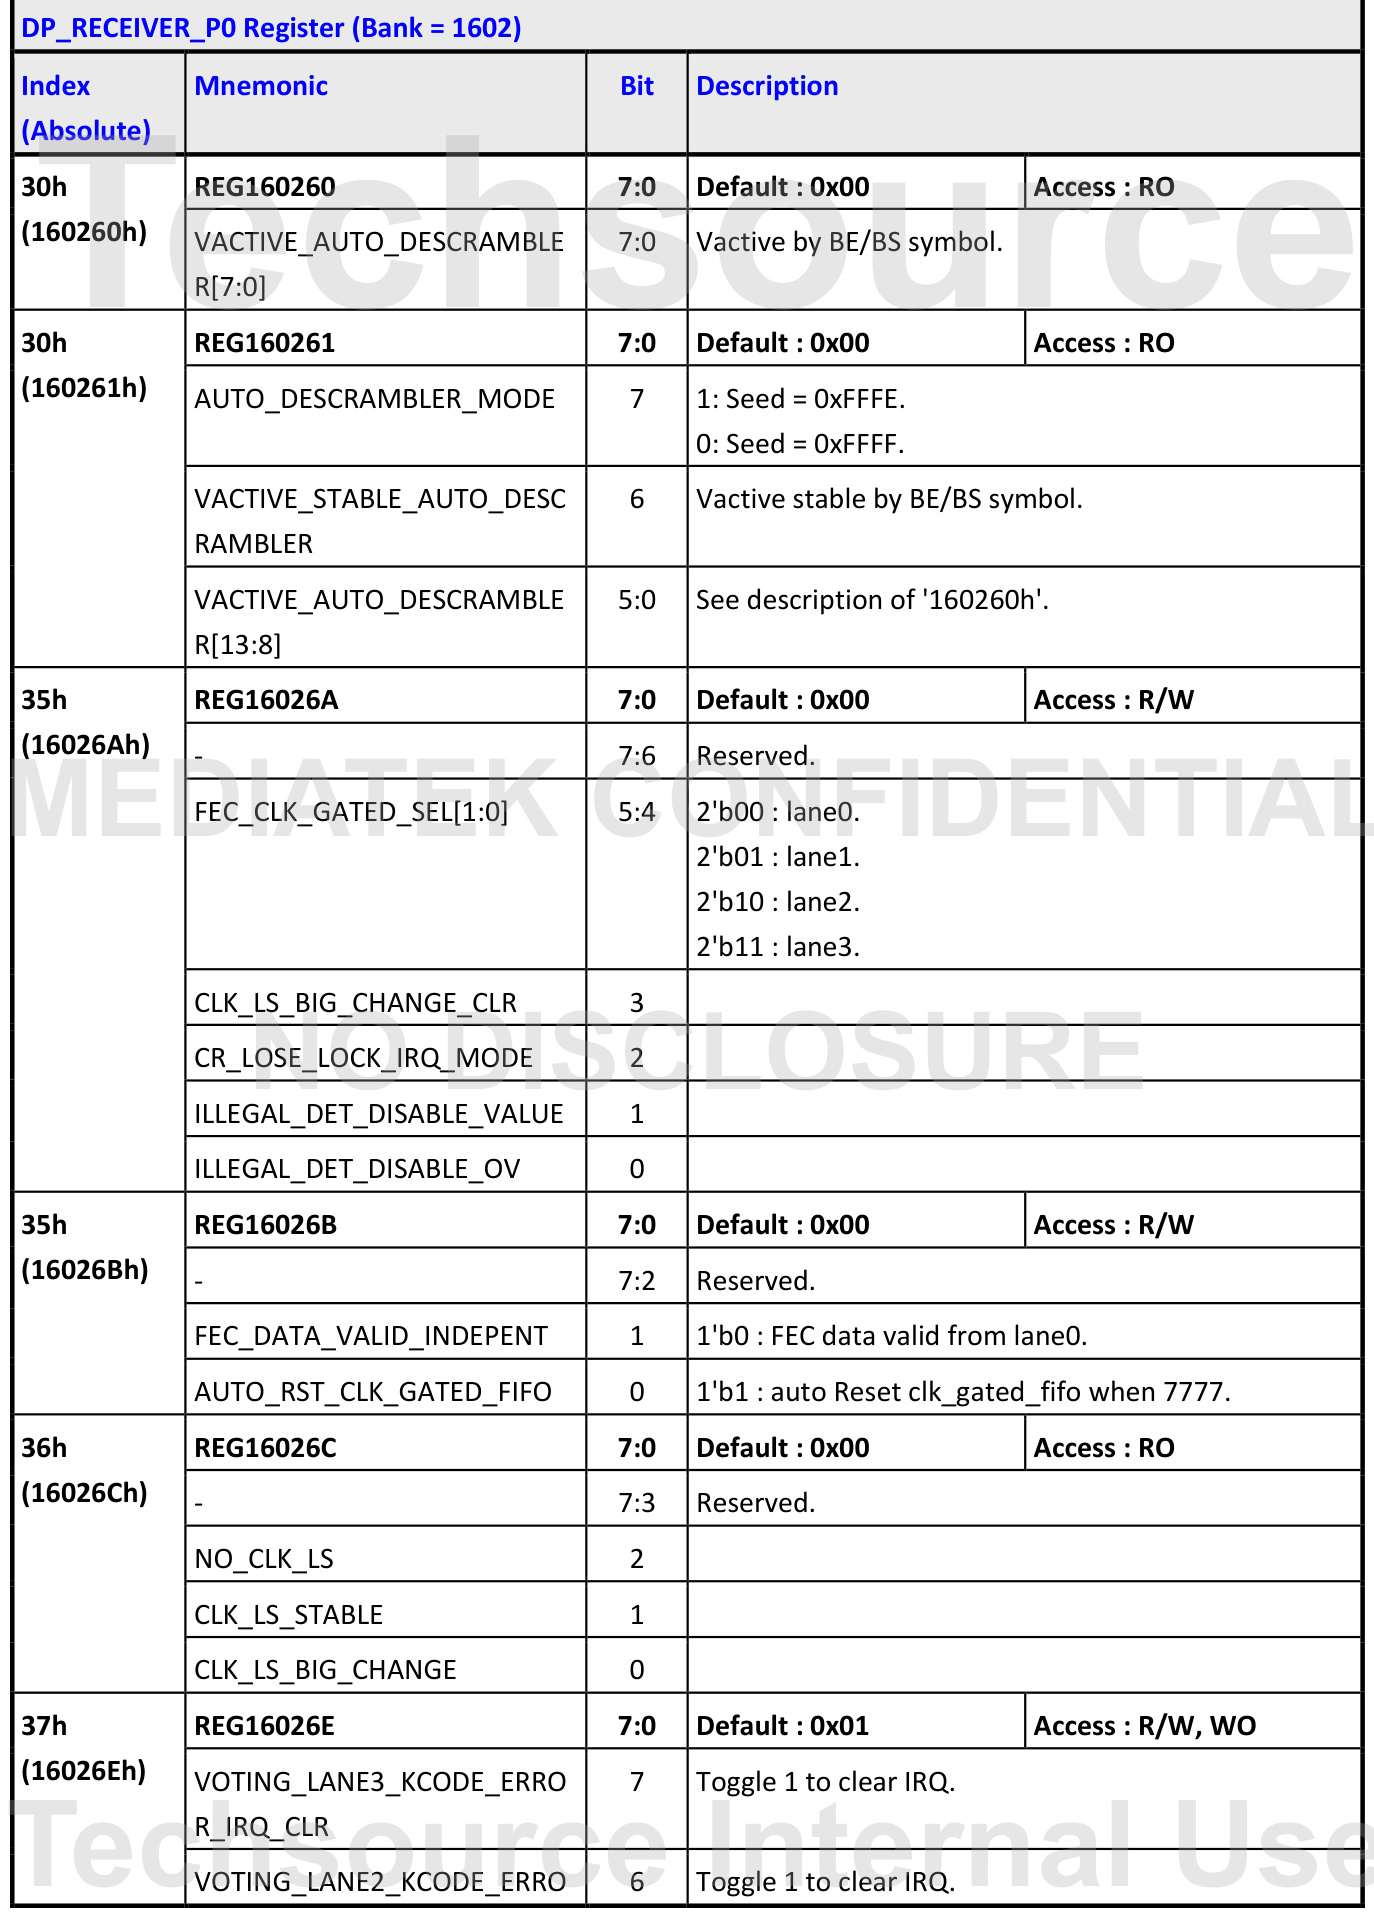 DP_RECEIVER_P0 Register (Bank = 1602)
Index (Absolute) Mnemonic Bit Description
30h (160260h) REG160260 7:0 Default : 0x00 Access : RO
VACTIVE_AUTO_DESCRAMBLE 7:0 Vactive by BE/BS symbol.
R[7:0]
30h (160261h) REG160261 7:0 Default : 0x00 Access : RO
AUTO_DESCRAMBLER_MODE 7 1: Seed = 0xFFFE.
0: Seed = 0xFFFF.
VACTIVE_STABLE_AUTO_DESC 6 Vactive stable by BE/BS symbol.
RAMBLER
VACTIVE_AUTO_DESCRAMBLE 5:0 See description of '160260h'.
R[13:8]
35h (16026Ah) REG16026A 7:0 Default : 0x00 Access : R/W
- 7:6 Reserved.
FEC_CLK_GATED_SEL[1:0] 5:4 2'b00 : lane0.
2'b01 : lane1.
2'b10 : lane2.
2'b11 : lane3.
CLK_LS_BIG_CHANGE_CLR 3
CR_LOSE_LOCK_IRQ_MODE 2
ILLEGAL_DET_DISABLE_VALUE 1
ILLEGAL_DET_DISABLE_OV 0
35h (16026Bh) REG16026B 7:0 Default : 0x00 Access : R/W
- 7:2 Reserved.
FEC_DATA_VALID_INDEPENT 1 1'b0 : FEC data valid from lane0.
AUTO_RST_CLK_GATED_FIFO 0 1'b1 : auto Reset clk_gated_fifo when 7777.
36h (16026Ch) REG16026C 7:0 Default : 0x00 Access : RO
- 7:3 Reserved.
NO_CLK_LS 2
CLK_LS_STABLE 1
CLK_LS_BIG_CHANGE 0
37h (16026Eh) REG16026E 7:0 Default : 0x01 Access : R/W, WO
VOTING_LANE3_KCODE_ERRO 7 Toggle 1 to clear IRQ.
R_IRQ_CLR
VOTING_LANE2_KCODE_ERRO 6 Toggle 1 to clear IRQ.
Techsource
MEDIATEK CONFIDENTIAL
NO DISCLOSURE
Techsource Internal Use